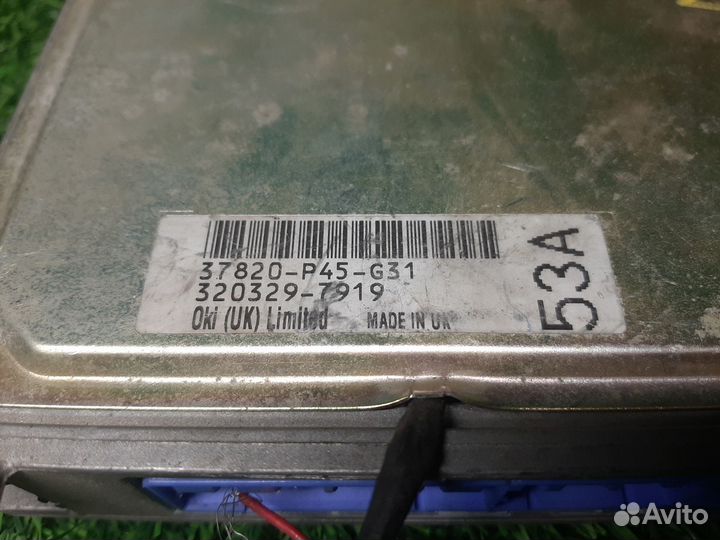 37820-P45-G31
320329-7919
Oki (UK) Limited MADE IN UK
53A
Avito